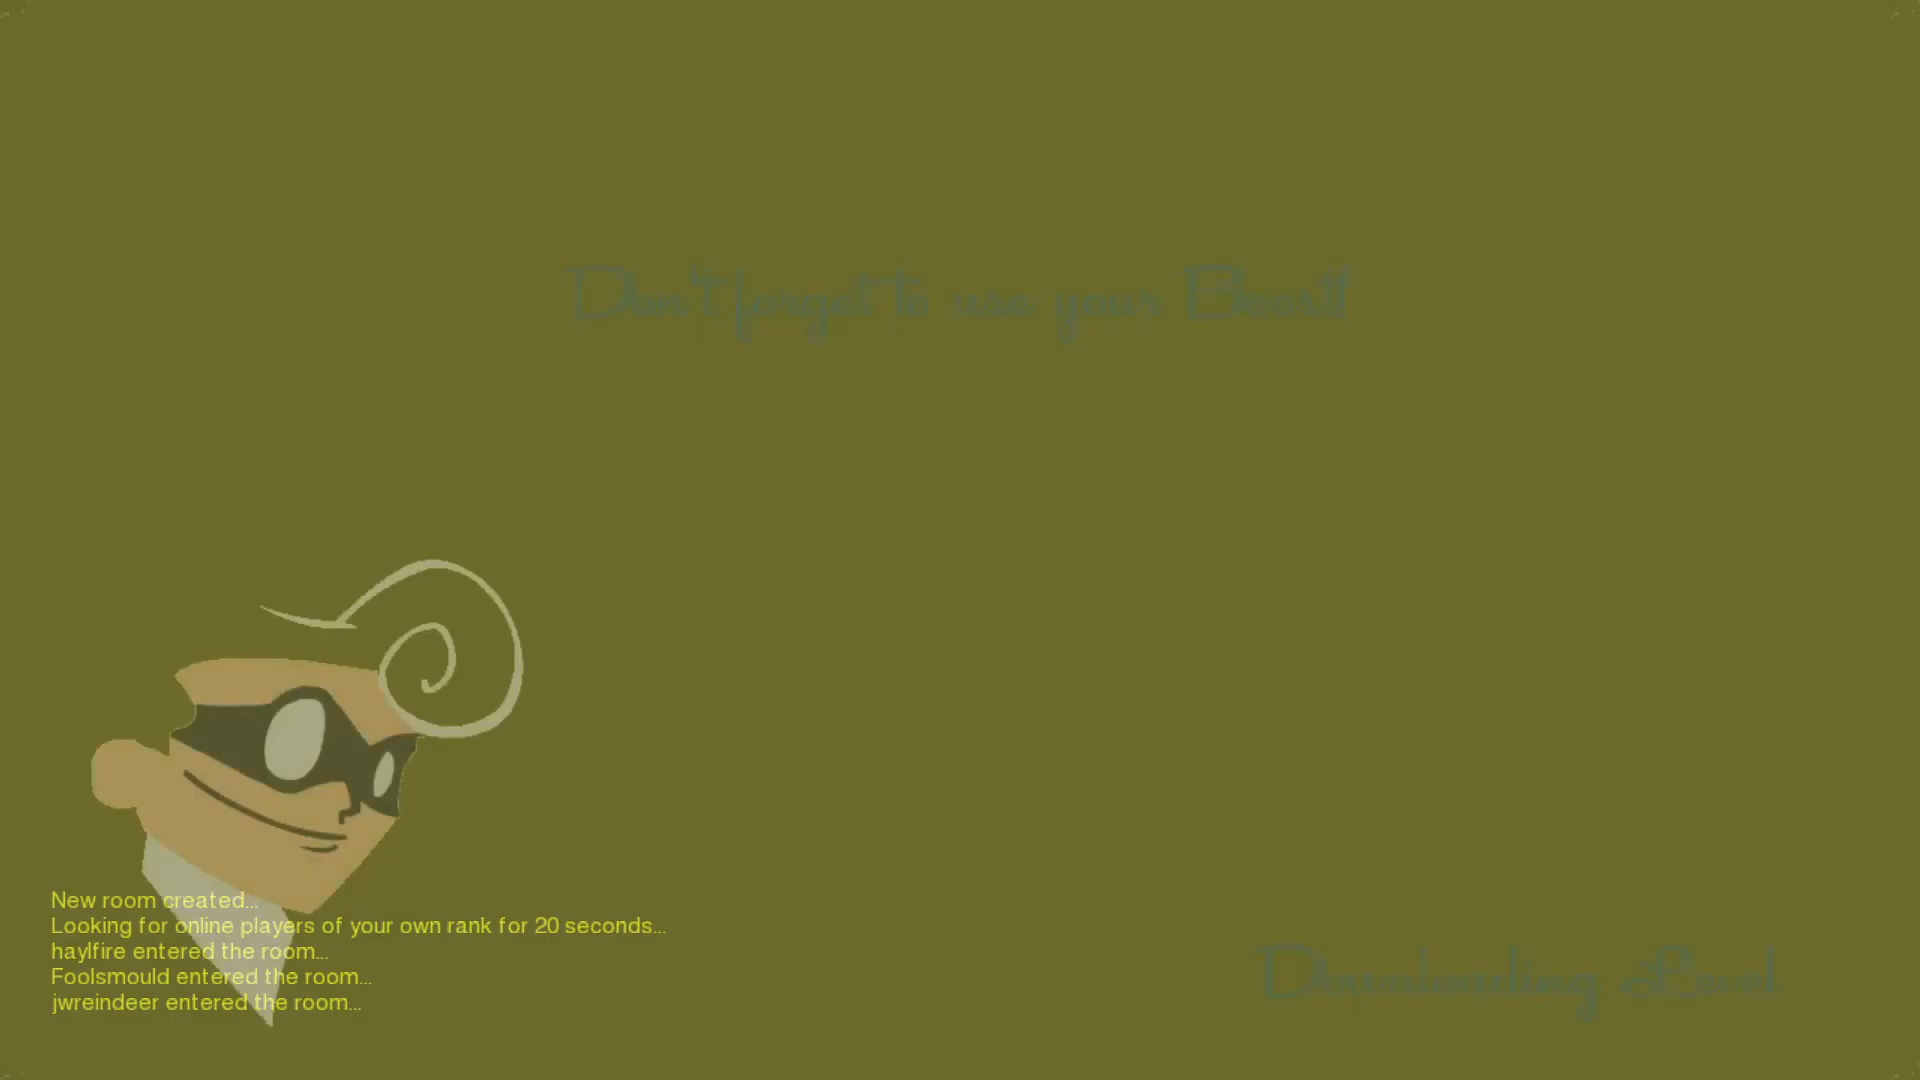 Don't forget to use your Boost!
New room created...
Looking for online players of your own rank for 20 seconds...
haylfire entered the room...
Foolsmould entered the room...
jwreindeer entered the room...
Downloading Level